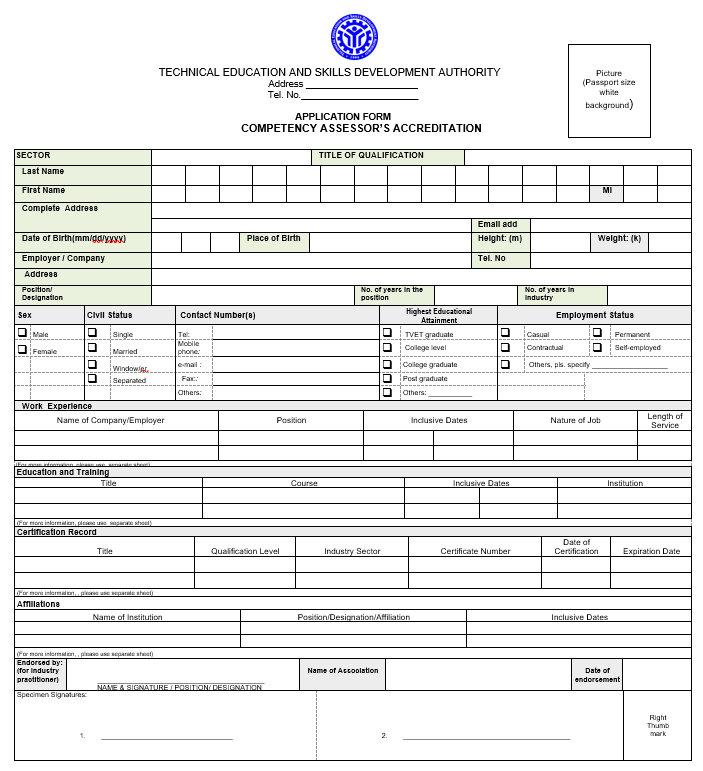 TECHNICAL EDUCATION AND SKILLS DEVELOPMENT AUTHORITY
Address ____________________
Tel. No.____________________
Picture
(Passport size
white
background)
APPLICATION FORM
COMPETENCY ASSESSOR'S ACCREDITATION
SECTOR TITLE OF QUALIFICATION
Last Name
First Name MI
Complete Address
Email add
Date of Birth(mm/dd/yyyy) Place of Birth Height: (m) Weight: (k)
Employer / Company Tel. No
Address
Position/
Designation
No. of years in the
position
No. of years in
Industry
Sex Civil Status Contact Number(s) Highest Educational
Attainment Employment Status
Male Single Tel: TVET graduate Casual Permanent
Female Married Mobile
phone: College level Contractual Self-employed
Window/er, e-mail : College graduate Others, pls. specify ____________________
Separated Fax.: Post graduate
Others: Others: ____________
Work Experience
Name of Company/Employer Position Inclusive Dates Nature of Job Length of
Service
(For more information, please use separate sheet)
Education and Training
Title Course Inclusive Dates Institution
(For more information, please use separate sheet)
Certification Record
Title Qualification Level Industry Sector Certificate Number Date of
Certification Expiration Date
(For more information, , please use separate sheet)
Affiliations
Name of Institution Position/Designation/Affiliation Inclusive Dates
(For more information, , please use separate sheet)
Endorsed by:
(for Industry
practitioner)
NAME & SIGNATURE / POSITION/ DESIGNATION
Name of Association
Date of
endorsement
Specimen Signatures:
1. ____________________
2. ____________________
Right
Thumb
mark